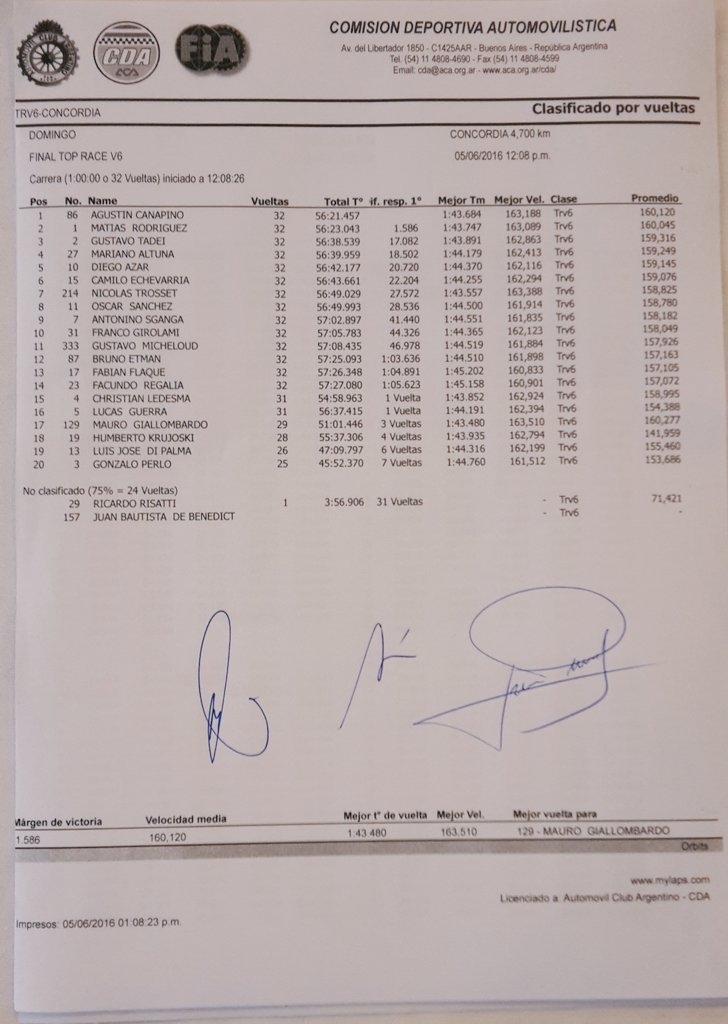 AUTOMOVIL CLUB ARGENTINO
CDA
ACA
FiA
COMISION DEPORTIVA AUTOMOVILISTICA
Av. del Libertador 1850 - C1425AAR - Buenos Aires - República Argentina
Tel. (54) 11 4808-4690 - Fax (54) 11 4808-4599
Email: cda@aca.org.ar - www.aca.org.ar/cda/
TRV6-CONCORDIA Clasificado por vueltas
DOMINGO CONCORDIA 4,700 km
FINAL TOP RACE V6 05/06/2016 12:08 p.m.
Carrera (1:00:00 o 32 Vueltas) iniciado a 12:08:26
Pos No. Name Vueltas Total T° if. resp. 1° Mejor Tm Mejor Vel. Clase Promedio
1 86 AGUSTIN CANAPINO 32 56:21.457 1:43.684 163,188 Trv6 160,120
2 1 MATIAS RODRIGUEZ 32 56:23.043 1.586 1:43.747 163,089 Trv6 160,045
3 2 GUSTAVO TADEI 32 56:38.539 17.082 1:43.891 162,863 Trv6 159,316
4 27 MARIANO ALTUNA 32 56:39.959 18.502 1:44.179 162,413 Trv6 159,249
5 10 DIEGO AZAR 32 56:42.177 20.720 1:44.370 162,116 Trv6 159,145
6 15 CAMILO ECHEVARRIA 32 56:43.661 22.204 1:44.255 162,294 Trv6 159,076
7 214 NICOLAS TROSSET 32 56:49.029 27.572 1:43.557 163,388 Trv6 158,825
8 11 OSCAR SANCHEZ 32 56:49.993 28.536 1:44.500 161,914 Trv6 158,780
9 7 ANTONINO SGANGA 32 57:02.897 41.440 1:44.551 161,835 Trv6 158,182
10 31 FRANCO GIROLAMI 32 57:05.783 44.326 1:44.365 162,123 Trv6 158,049
11 333 GUSTAVO MICHELOUD 32 57:08.435 46.978 1:44.519 161,884 Trv6 157,926
12 87 BRUNO ETMAN 32 57:25.093 1:03.636 1:44.510 161,898 Trv6 157,163
13 17 FABIAN FLAQUE 32 57:26.348 1:04.891 1:45.202 160,833 Trv6 157,105
14 23 FACUNDO REGALIA 32 57:27.080 1:05.623 1:45.158 160,901 Trv6 157,072
15 4 CHRISTIAN LEDESMA 31 54:58.963 1 Vuelta 1:43.852 162,924 Trv6 158,995
16 5 LUCAS GUERRA 31 56:37.415 1 Vuelta 1:44.191 162,394 Trv6 154,388
17 129 MAURO GIALLOMBARDO 29 51:01.446 3 Vueltas 1:43.480 163,510 Trv6 160,277
18 19 HUMBERTO KRUJOSKI 28 55:37.306 4 Vueltas 1:43.935 162,794 Trv6 141,959
19 13 LUIS JOSE DI PALMA 26 47:09.797 6 Vueltas 1:44.316 162,199 Trv6 155,460
20 3 GONZALO PERLO 25 45:52.370 7 Vueltas 1:44.760 161,512 Trv6 153,686
No clasificado (75% = 24 Vueltas)
29 RICARDO RISATTI 1 3:56.906 31 Vueltas - Trv6 71,421
157 JUAN BAUTISTA DE BENEDICT - Trv6 -
Márgen de victoria Velocidad media Mejor t° de vuelta Mejor Vel. Mejor vuelta para
1.586 160,120 1:43.480 163,510 129 - MAURO GIALLOMBARDO
Orbits
www.mylaps.com
Licenciado a: Automovil Club Argentino - CDA
Impresos: 05/06/2016 01:08:23 p.m.